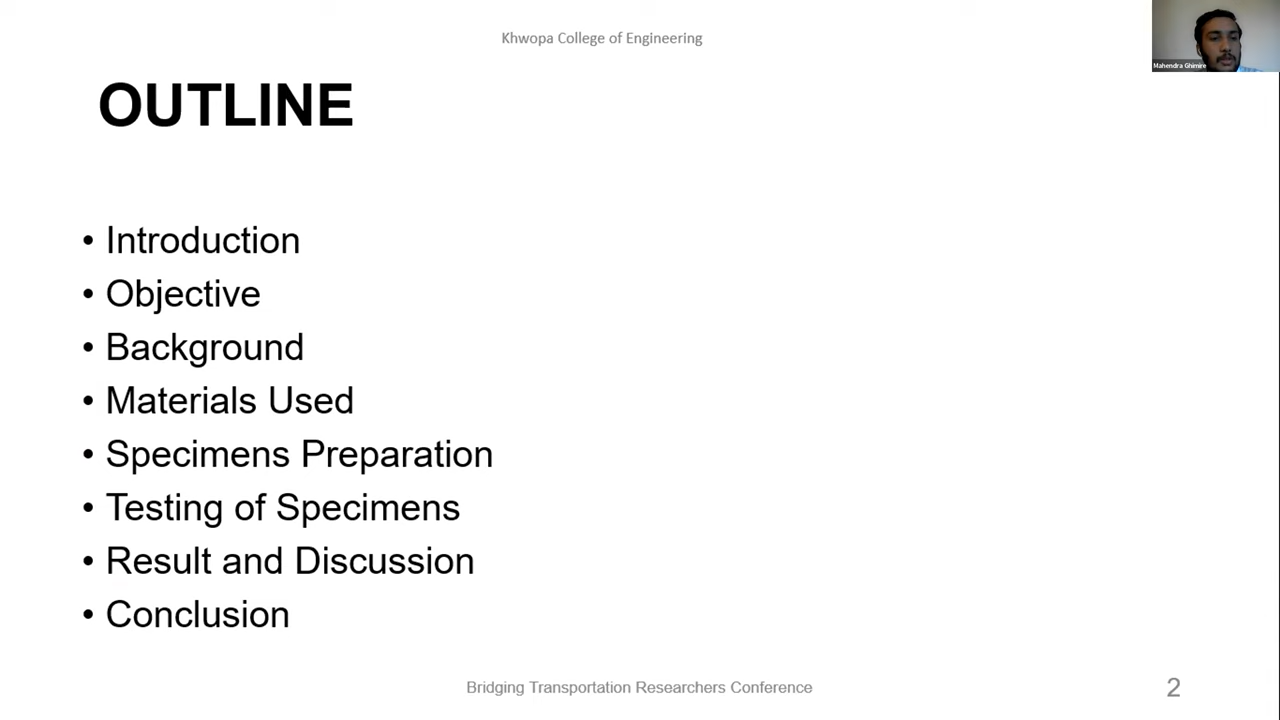 Khwopa College of Engineering
Mahendra Ghimire
OUTLINE
• Introduction
• Objective
• Background
• Materials Used
• Specimens Preparation
• Testing of Specimens
• Result and Discussion
• Conclusion
Bridging Transportation Researchers Conference
2